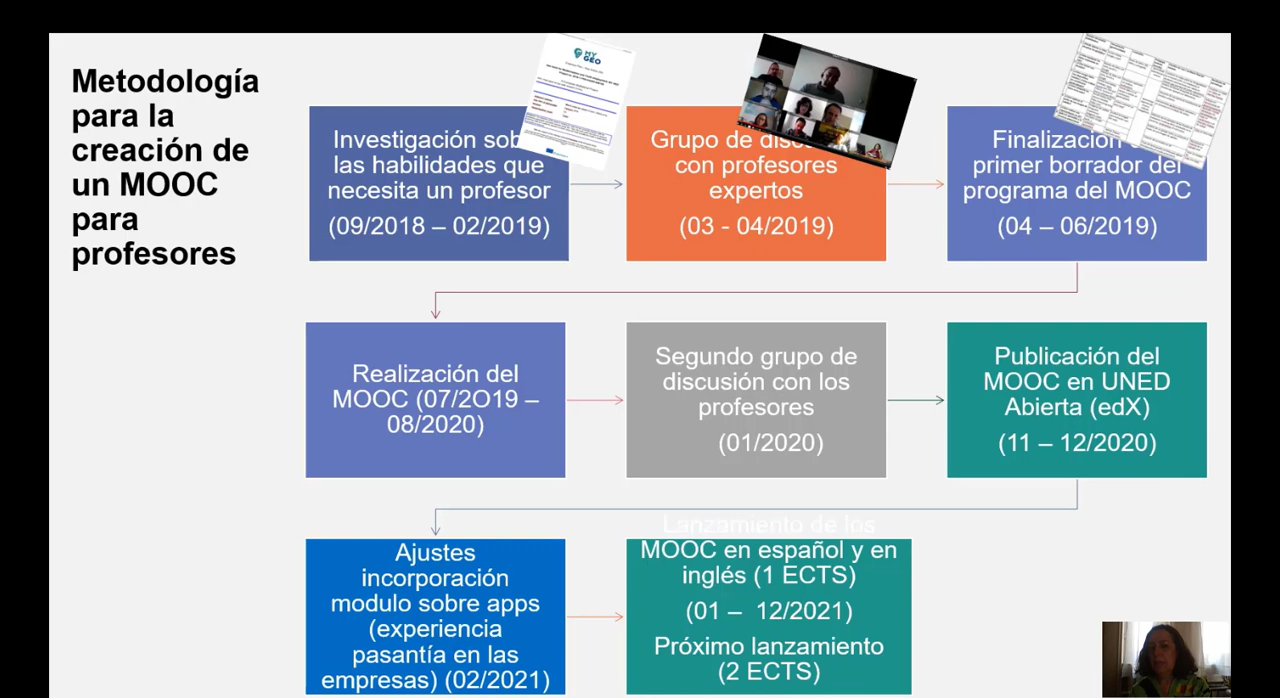 Metodología
para la
creación de
un MOOC
para
profesores
MY
GEO
Investigación
las habilidades que
necesita un profesor
(09/2018 – 02/2019)
Grupo de
con profesores
expertos
(03 - 04/2019)
Finalización
primer borrador del
programa del MOOC
(04 – 06/2019)
Realización del
MOOC (07/2O19 –
08/2020)
Segundo grupo de
discusión con los
profesores
(01/2020)
Publicación del
MOOC en UNED
Abierta (edX)
(11 – 12/2020)
Ajustes
incorporación
modulo sobre apps
(experiencia
pasantía en las
empresas) (02/2021)
Lanzamiento de los
MOOC en español y en
inglés (1 ECTS)
(01 – 12/2021)
Próximo lanzamiento
(2 ECTS)